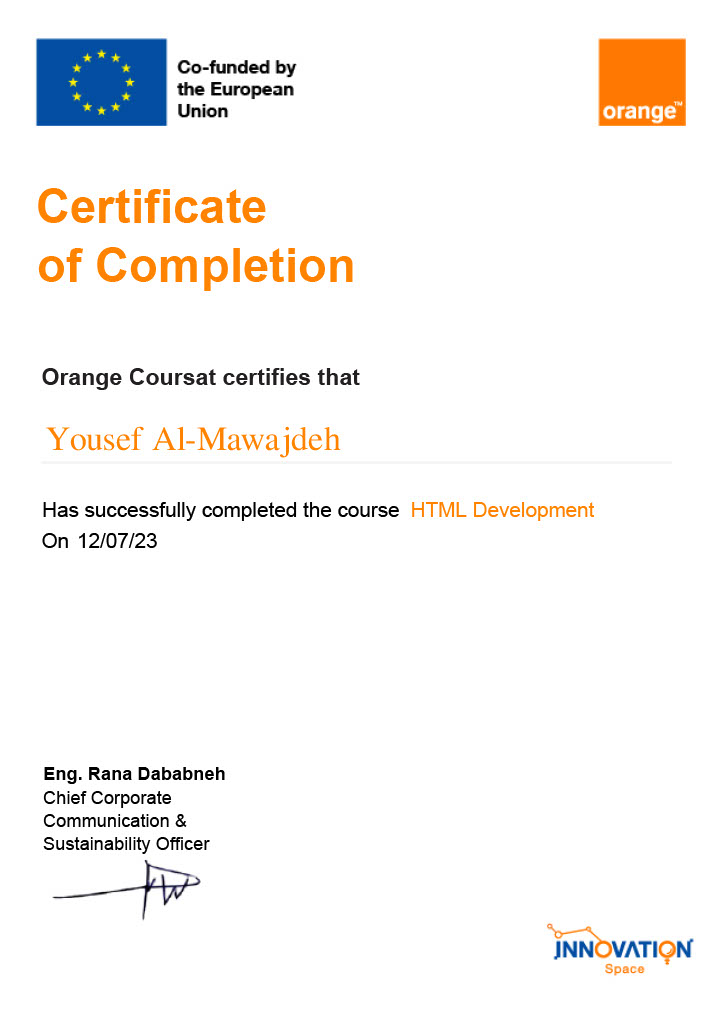 Co-funded by
the European
Union
orange™
Certificate
of Completion
Orange Coursat certifies that
Yousef Al-Mawajdeh
Has successfully completed the course HTML Development
On 12/07/23
Eng. Rana Dababneh
Chief Corporate
Communication &
Sustainability Officer
INNOVATION
Space